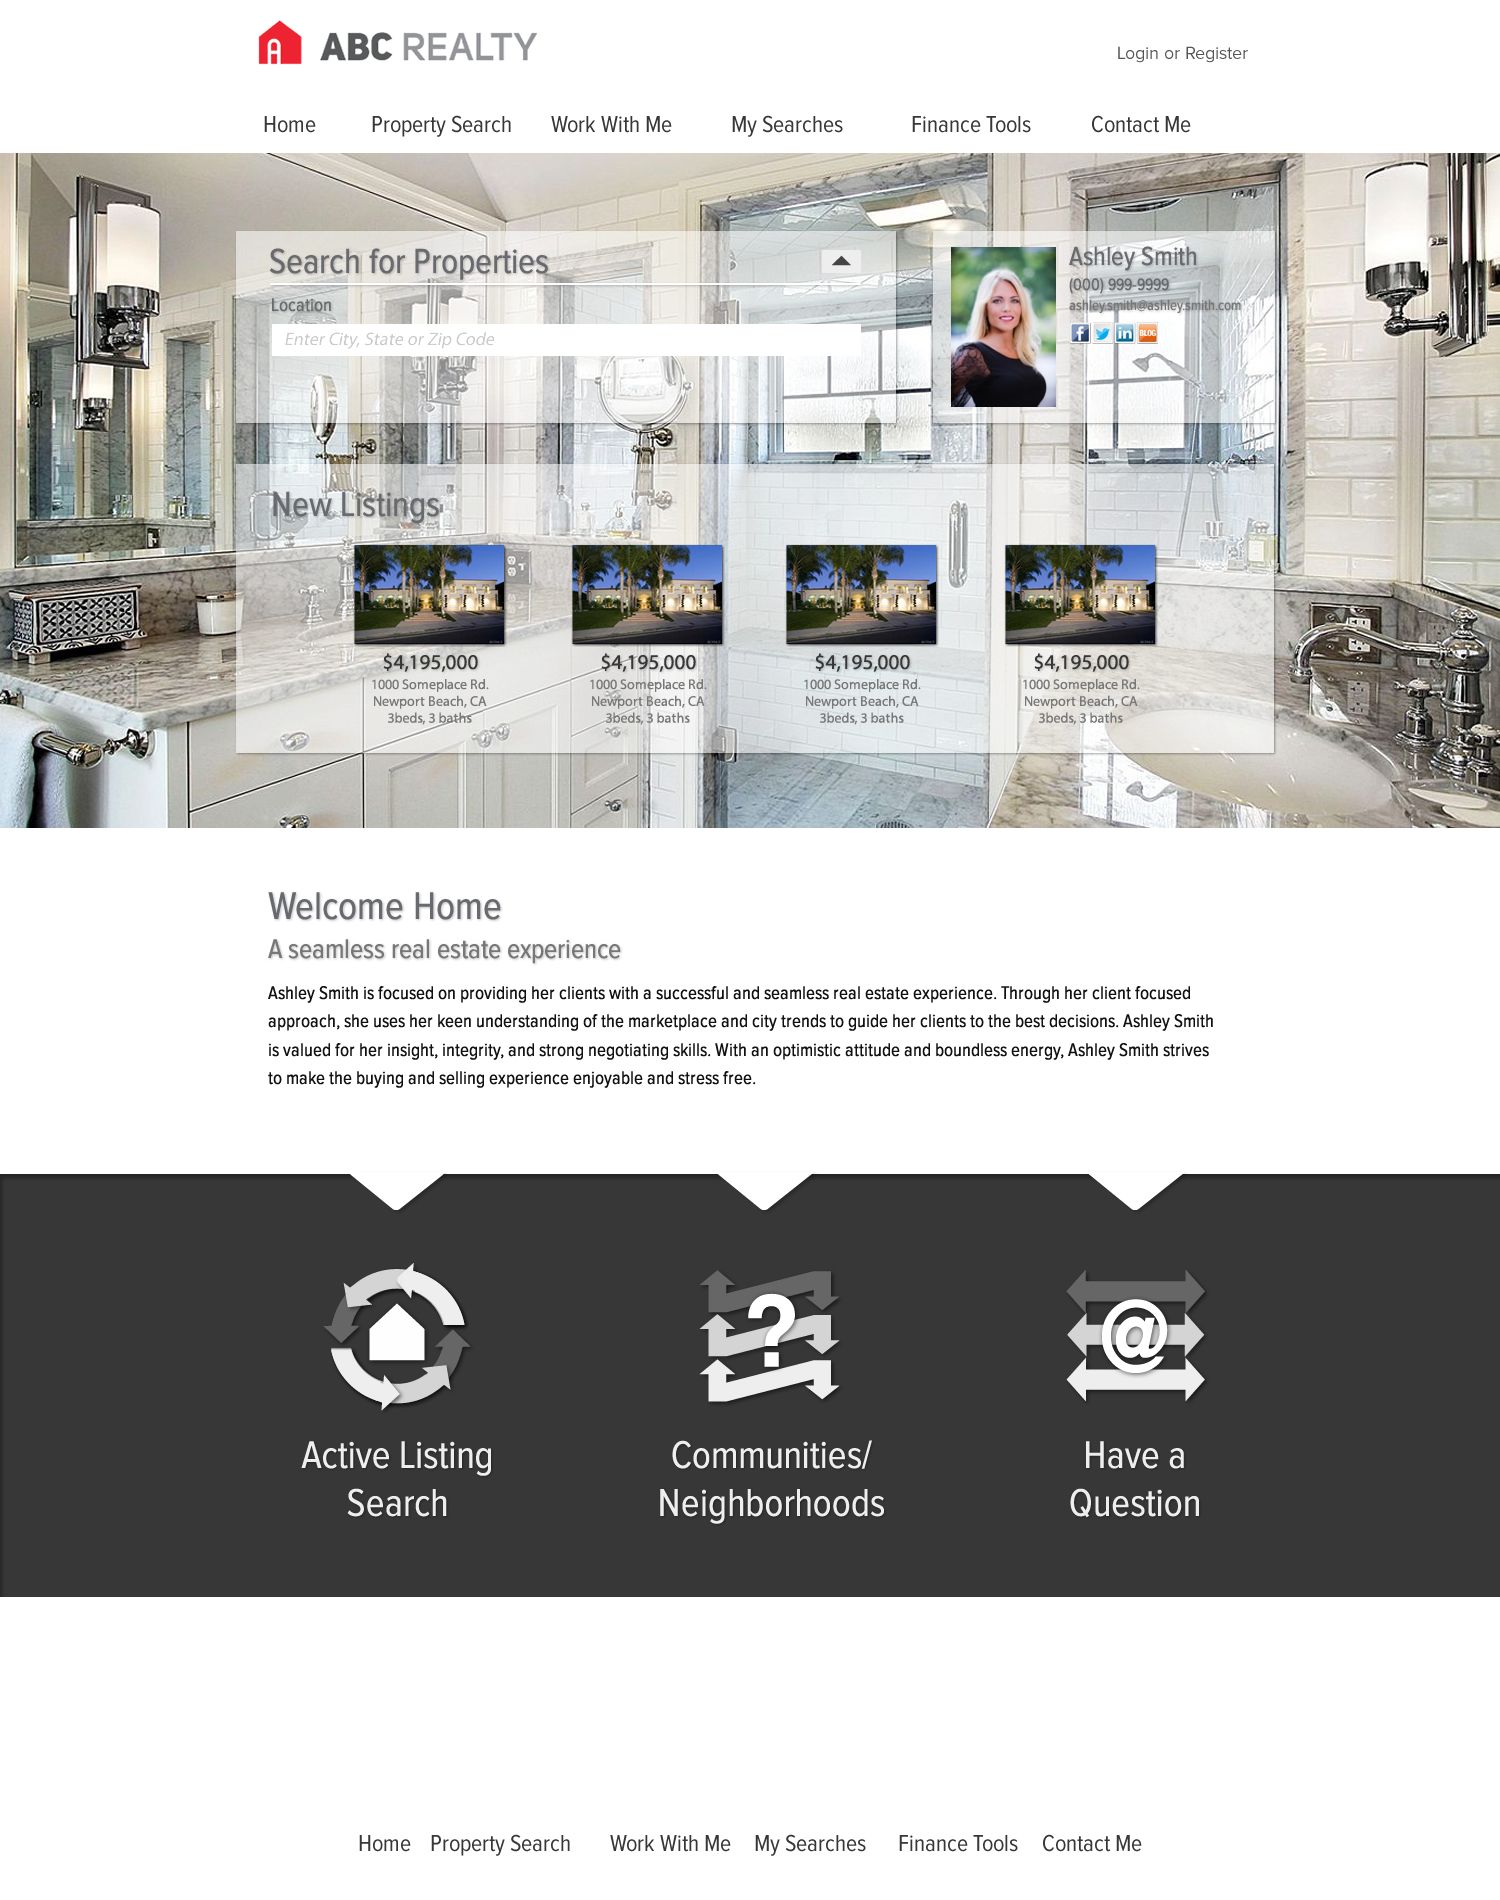 ABC REALTY
Login or Register
Home Property Search Work With Me My Searches Finance Tools Contact Me
Search for Properties
Location
Enter City, State or Zip Code
Ashley Smith
(000) 999-9999
ashley.smith@ashley.smith.com
BLOG
New Listings
$4,195,000
1000 Someplace Rd.
Newport Beach, CA
3beds, 3 baths
$4,195,000
1000 Someplace Rd.
Newport Beach, CA
3beds, 3 baths
$4,195,000
1000 Someplace Rd.
Newport Beach, CA
3beds, 3 baths
$4,195,000
1000 Someplace Rd.
Newport Beach, CA
3beds, 3 baths
Welcome Home
A seamless real estate experience
Ashley Smith is focused on providing her clients with a successful and seamless real estate experience. Through her client focused
approach, she uses her keen understanding of the marketplace and city trends to guide her clients to the best decisions. Ashley Smith
is valued for her insight, integrity, and strong negotiating skills. With an optimistic attitude and boundless energy, Ashley Smith strives
to make the buying and selling experience enjoyable and stress free.
Active Listing
Search
Communities/
Neighborhoods
Have a
Question
Home Property Search Work With Me My Searches Finance Tools Contact Me